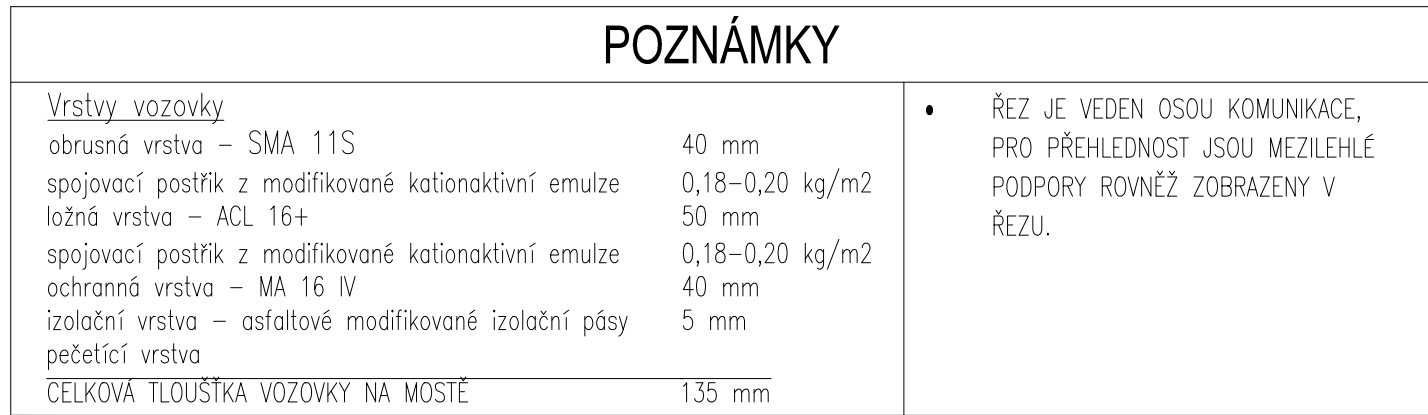 POZNÁMKY
Vrstvy vozovky
obrusná vrstva – SMA 11S 40 mm
spojovací postřik z modifikované kationaktivní emulze 0,18–0,20 kg/m2
ložná vrstva – ACL 16+ 50 mm
spojovací postřik z modifikované kationaktivní emulze 0,18–0,20 kg/m2
ochranná vrstva – MA 16 IV 40 mm
izolační vrstva – asfaltové modifikované izolační pásy 5 mm
pečetící vrstva
CELKOVÁ TLOUŠŤKA VOZOVKY NA MOSTĚ 135 mm
• ŘEZ JE VEDEN OSOU KOMUNIKACE,
PRO PŘEHLEDNOST JSOU MEZILEHLÉ
PODPORY ROVNĚŽ ZOBRAZENY V
ŘEZU.